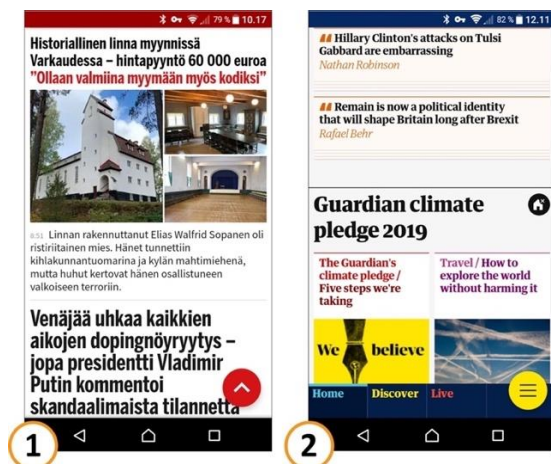 79 % 10.17
Historiallinen linna myynnissä
Varkaudessa – hintapyyntö 60 000 euroa
"Ollaan valmiina myymään myös kodiksi"
8:51 Linnan rakennuttanut Elias Walfrid Sopanen oli
ristiriitainen mies. Hänet tunnettiin
kihlakunnantuomarina ja kylän mahtimiehenä,
mutta huhut kertovat hänen osallistuneen
valkoiseen terroriin.
Venäjää uhkaa kaikkien
aikojen dopingnöyryytys –
jopa presidentti Vladimir
Putin kommentoi
skandaalimaista tilannetta
1
82 % 12.11
Hillary Clinton's attacks on Tulsi
Gabbard are embarrassing
Nathan Robinson
Remain is now a political identity
that will shape Britain long after Brexit
Rafael Behr
Guardian climate
pledge 2019
The Guardian's
climate pledge /
Five steps we're
taking
Travel / How to
explore the world
without harming it
We believe
Home Discover Live
2